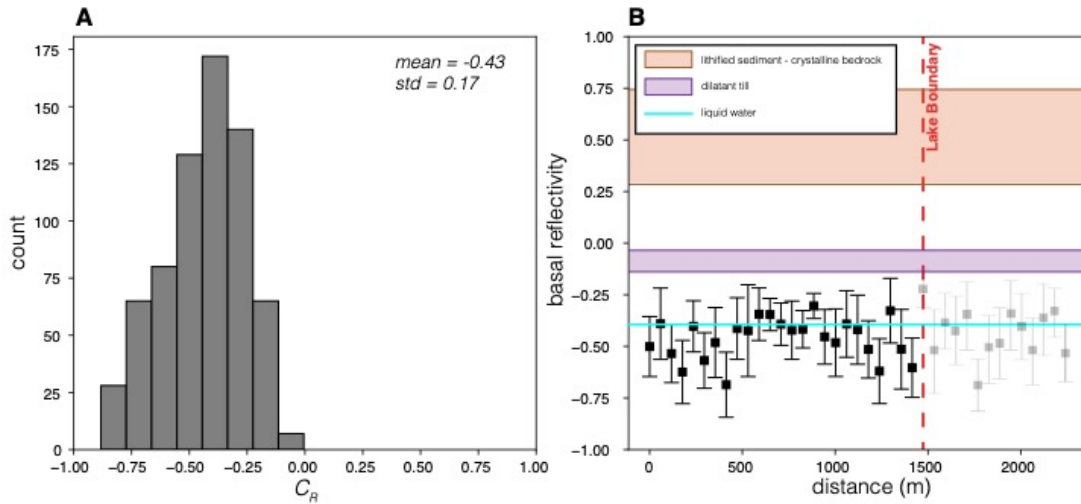 A
mean = -0.43
std = 0.17
175
150
125
100
75
50
25
0
count
−1.00 −0.75 −0.50 −0.25 0.00 0.25 0.50 0.75 1.00
C_R
B
lithified sediment - crystalline bedrock
dilatant till
liquid water
Lake Boundary
1.00
0.75
0.50
0.25
0.00
−0.25
−0.50
−0.75
−1.00
basal reflectivity
0 500 1000 1500 2000
distance (m)